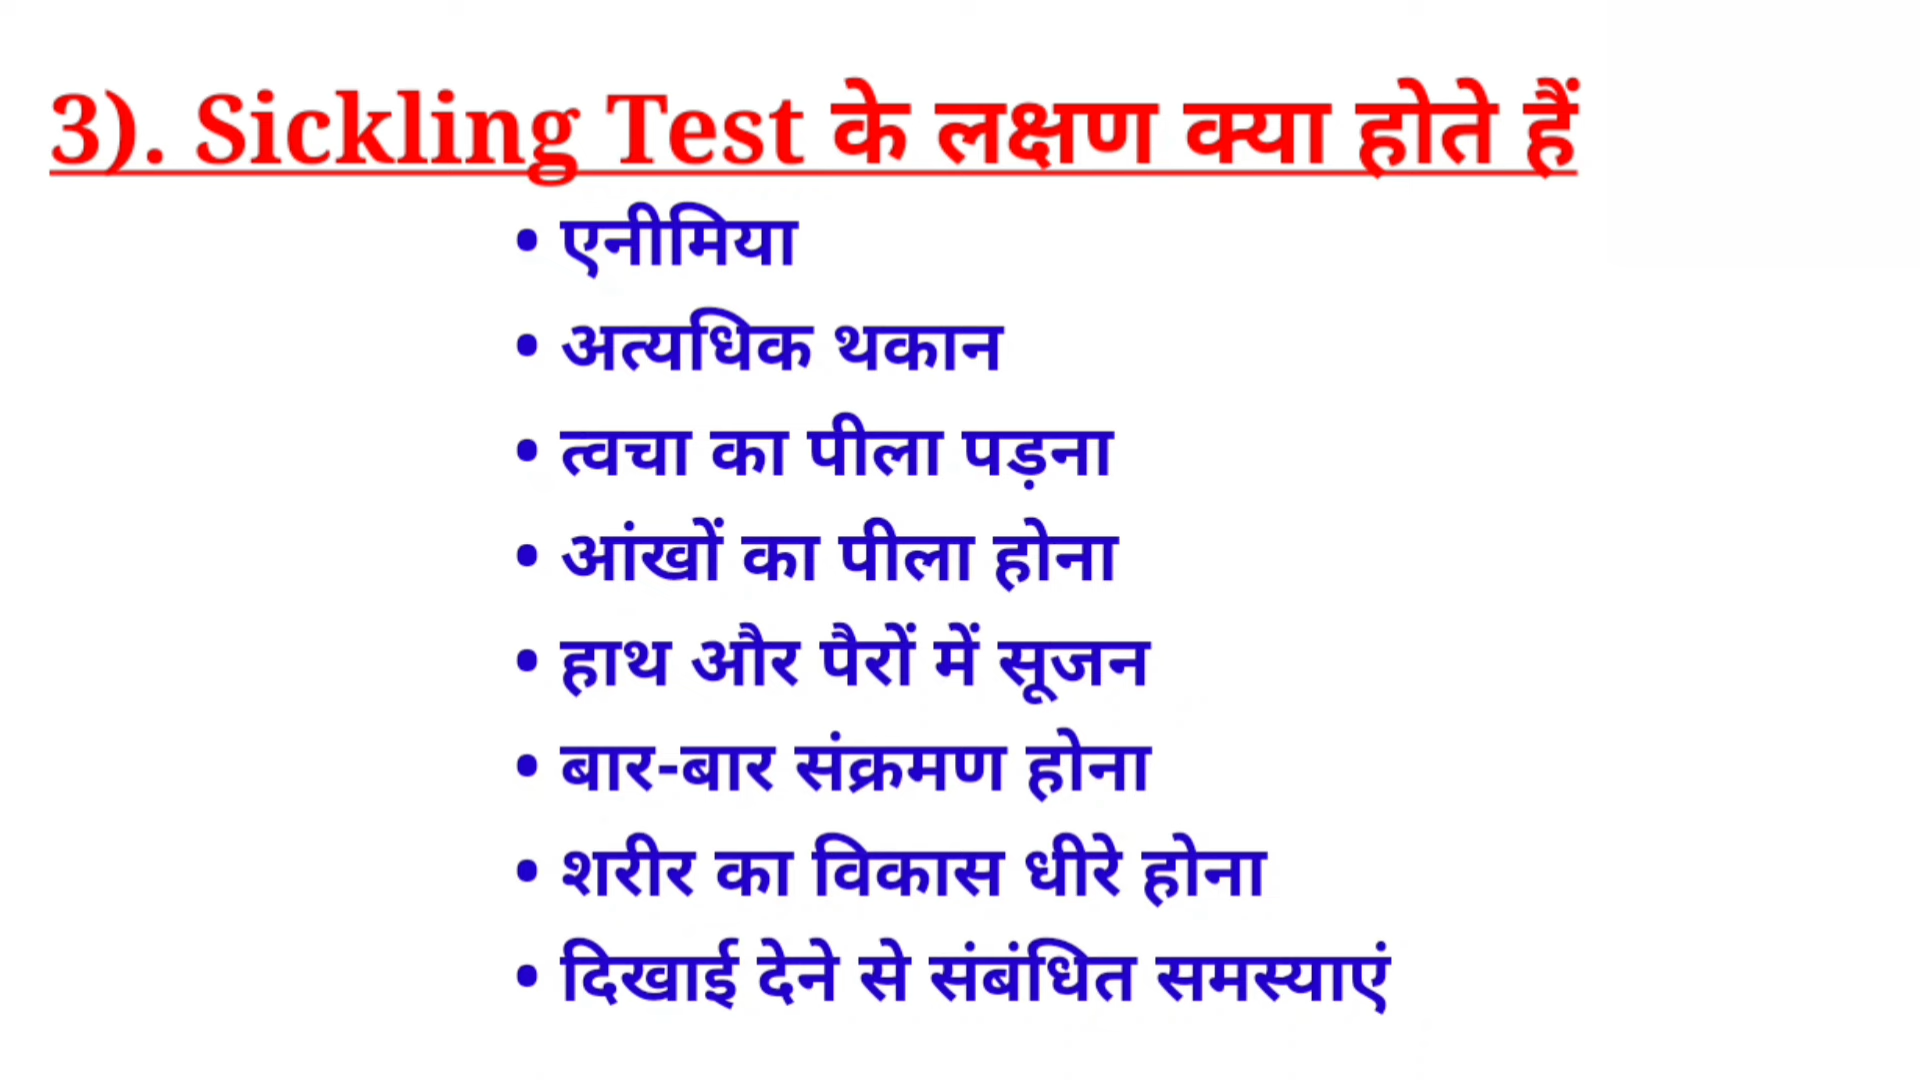 3). Sickling Test के लक्षण क्या होते हैं
• एनीमिया
• अत्यधिक थकान
• त्वचा का पीला पड़ना
• आंखों का पीला होना
• हाथ और पैरों में सूजन
• बार-बार संक्रमण होना
• शरीर का विकास धीरे होना
• दिखाई देने से संबंधित समस्याएं